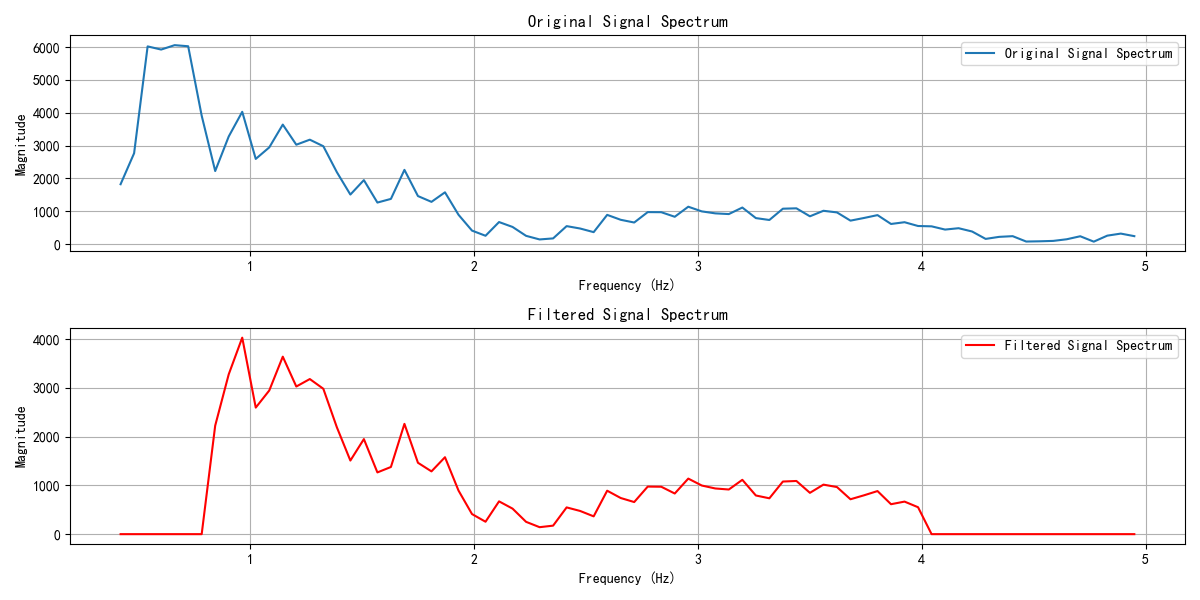 Original Signal Spectrum
6000
5000
4000
3000
2000
1000
0
Magnitude
Original Signal Spectrum
1
2
3
4
5
Frequency (Hz)
Filtered Signal Spectrum
4000
3000
2000
1000
0
Magnitude
Filtered Signal Spectrum
1
2
3
4
5
Frequency (Hz)